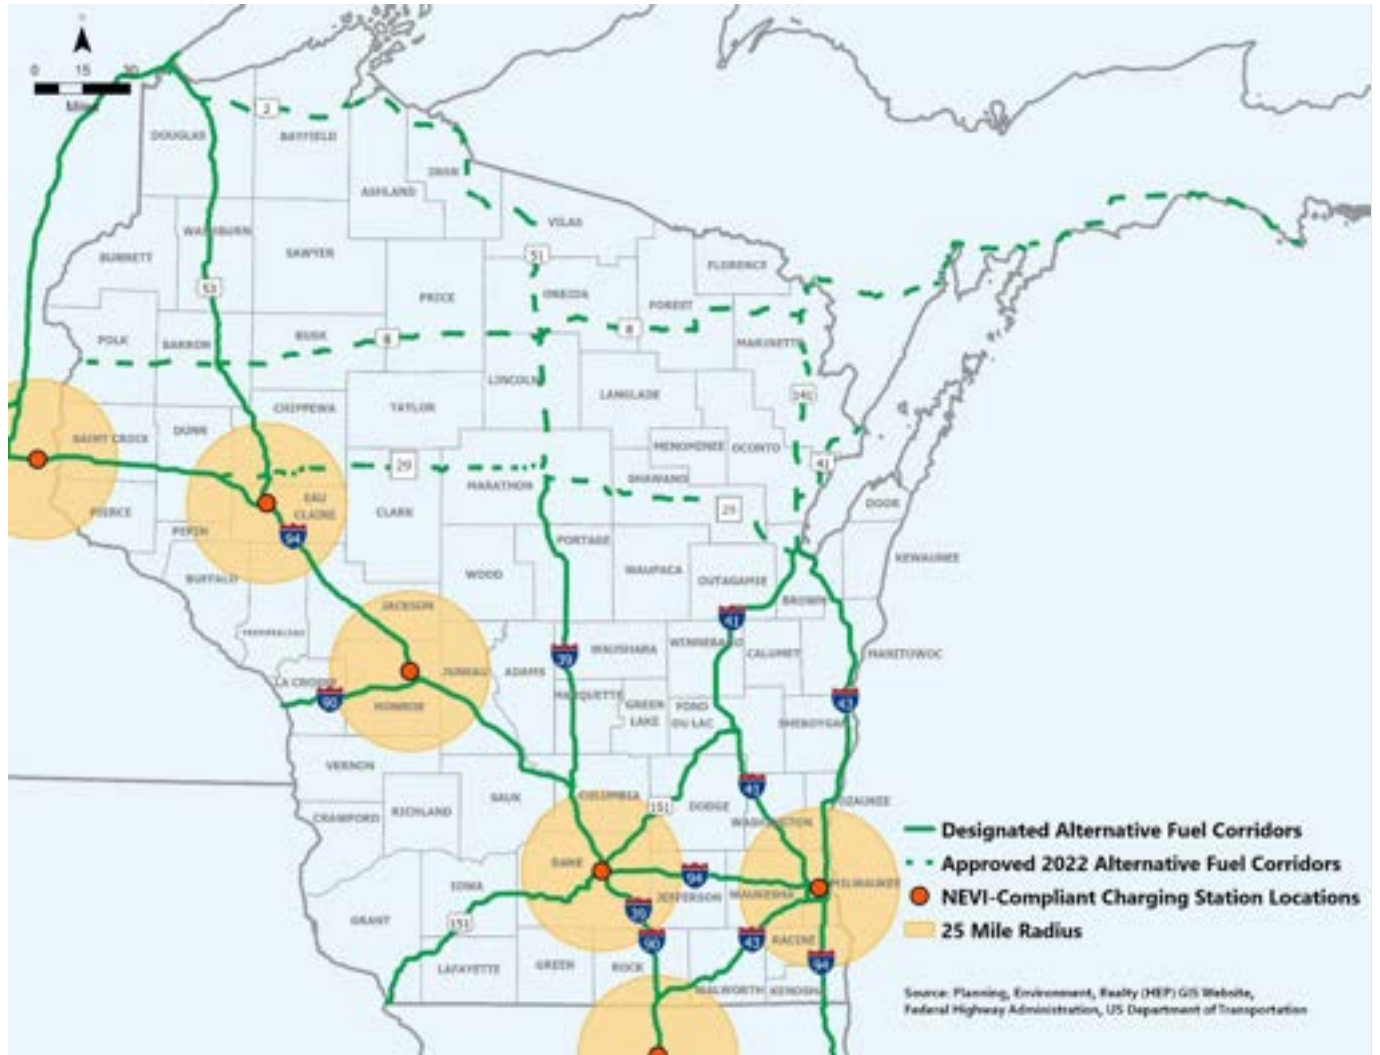 0 15 30
Miles
2
DOUGLAS
BAYFIELD
IRON
ASHLAND
VILAS
WASHBURN
51
BURNETT
SAWYER
FLORENCE
53
PRICE
ONEIDA
FOREST
8
8
POLK
BARRON
RUSK
MARINETTE
LINCOLN
LANGLADE
141
CHIPPEWA
TAYLOR
DUNN
SAINT CROIX
MENOMINEE
OCONTO
41
29
MARATHON
SHAWANO
EAU
CLAIRE
CLARK
29
DOOR
PIERCE
PEPIN
94
PORTAGE
KEWAUNEE
WOOD
WAUPACA
OUTAGAMIE
BUFFALO
JACKSON
BROWN
41
TREMPEALEAU
WAUSHARA
WINNEBAGO
CALUMET
MANITOWOC
39
JUNEAU
ADAMS
LA CROSSE
90
MONROE
MARQUETTE
GREEN
LAKE
FOND
DU LAC
43
SHEBOYGAN
VERNON
41
SAUK
COLUMBIA
151
DODGE
OZAUKEE
RICHLAND
CRAWFORD
WASHINGTON
DANE
94
IOWA
JEFFERSON
WAUKESHA
MILWAUKEE
39
GRANT
151
90
43
RACINE
94
LAFAYETTE
GREEN
ROCK
WALWORTH
KENOSHA
Designated Alternative Fuel Corridors
Approved 2022 Alternative Fuel Corridors
NEVI-Compliant Charging Station Locations
25 Mile Radius
Source: Planning, Environment, Realty (HEP) GIS Website,
Federal Highway Administration, US Department of Transportation